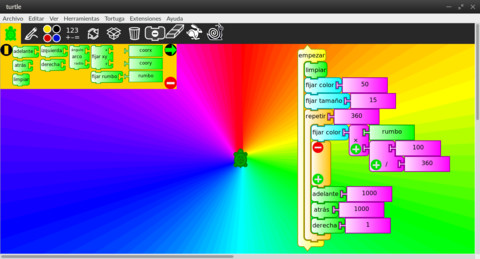 turtle
Archivo Editar Ver Herramientas Tortuga Extensiones Ayuda
123
+-=
adelante izquierda arco fijar xy coorx
atrás derecha coory
limpiar fijar rumbo rumbo
empezar
limpiar
fijar color 50
fijar tamaño 15
repetir 360
fijar color x rumbo
100
/ 360
adelante 1000
atrás 1000
derecha 1